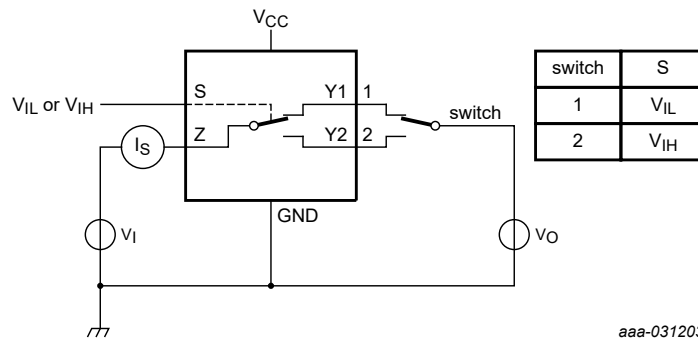 VCC
S
Y1
1
switch
VIL or VIH
Z
Y2
2
IS
GND
VI
VO
switch S
1 VIL
2 VIH
aaa-031203